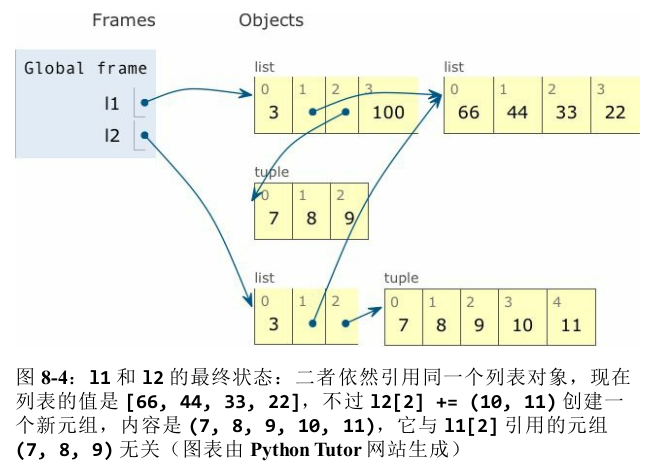 Frames Objects
Global frame
l1
l2
list
0 1 2 3
3 100
list
0 1 2 3
66 44 33 22
tuple
0 1 2
7 8 9
list
0 1 2
3
tuple
0 1 2 3 4
7 8 9 10 11
图 8-4：l1 和 l2 的最终状态：二者依然引用同一个列表对象，现在
列表的值是 [66, 44, 33, 22]，不过 l2[2] += (10, 11) 创建一
个新元组，内容是 (7, 8, 9, 10, 11)，它与 l1[2] 引用的元组
(7, 8, 9) 无关（图表由 Python Tutor 网站生成）